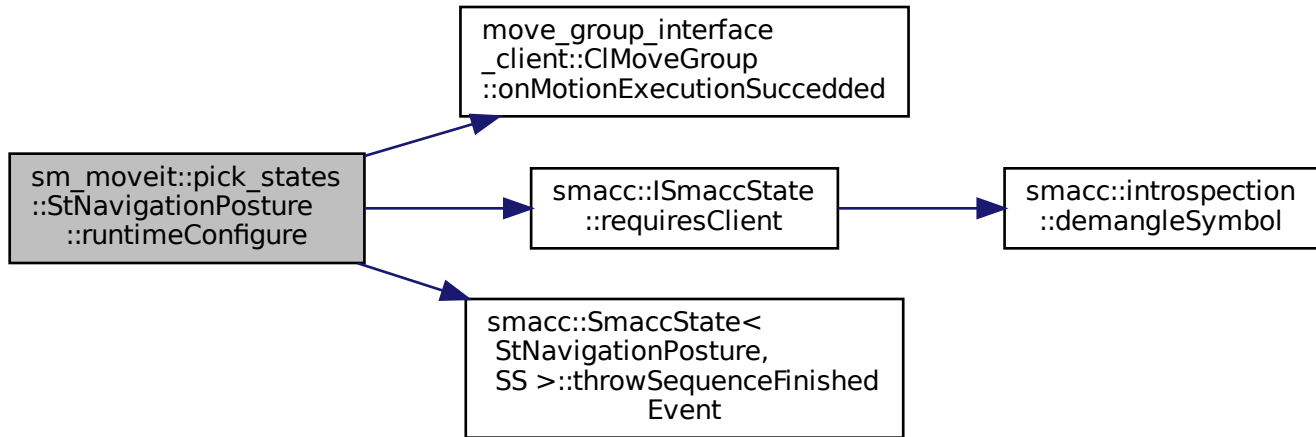 move_group_interface
_client::ClMoveGroup
::onMotionExecutionSuccedded
sm_moveit::pick_states
::StNavigationPosture
::runtimeConfigure
smacc::ISmaccState
::requiresClient
smacc::introspection
::demangleSymbol
smacc::SmaccState<
StNavigationPosture,
SS >::throwSequenceFinished
Event